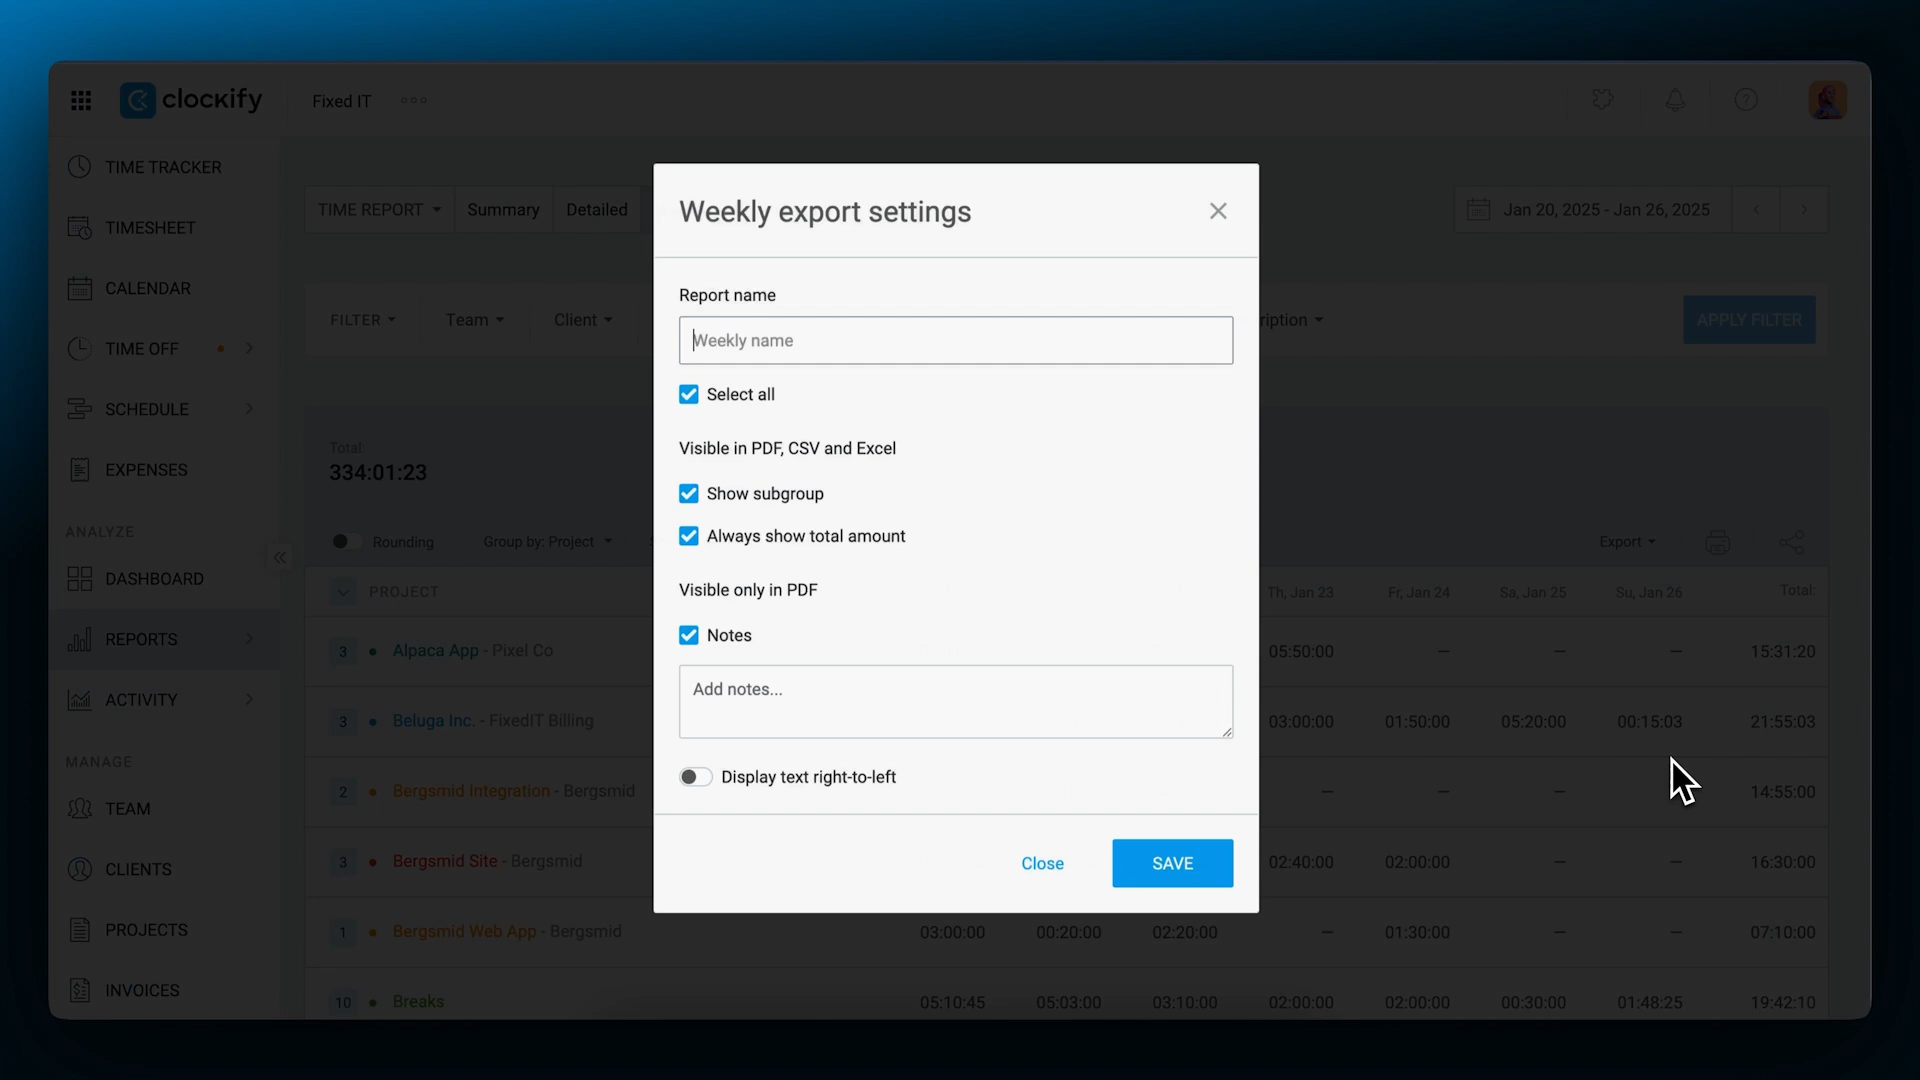 clockify
Fixed IT
TIME TRACKER
TIMESHEET
CALENDAR
TIME OFF
SCHEDULE
EXPENSES
ANALYZE
DASHBOARD
REPORTS
ACTIVITY
MANAGE
TEAM
CLIENTS
PROJECTS
INVOICES
TIME REPORT Summary Detailed
Jan 20, 2025 - Jan 26, 2025
FILTER Team Client ription APPLY FILTER
Total:
334:01:23
Rounding Group by: Project Export
PROJECT Th, Jan 23 Fr, Jan 24 Sa, Jan 25 Su, Jan 26 Total:
3 Alpaca App - Pixel Co 05:50:00 – – – 15:31:20
3 Beluga Inc. - FixedIT Billing 03:00:00 01:50:00 05:20:00 00:15:03 21:55:03
2 Bergsmid Integration - Bergsmid – – – 14:55:00
3 Bergsmid Site - Bergsmid 02:40:00 02:00:00 – – 16:30:00
1 Bergsmid Web App - Bergsmid 03:00:00 00:20:00 02:20:00 – 01:30:00 – – 07:10:00
10 Breaks 05:10:45 05:03:00 03:10:00 02:00:00 02:00:00 00:30:00 01:48:25 19:42:10
Weekly export settings
Report name
Weekly name
Select all
Visible in PDF, CSV and Excel
Show subgroup
Always show total amount
Visible only in PDF
Notes
Add notes...
Display text right-to-left
Close SAVE